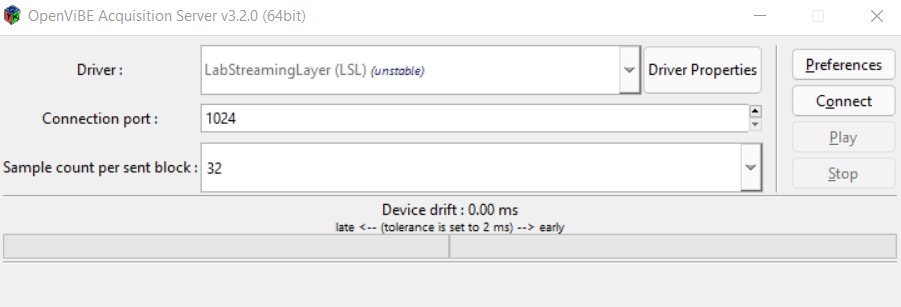 OpenViBE Acquisition Server v3.2.0 (64bit)
Driver :
LabStreamingLayer (LSL) (unstable)
Driver Properties
Preferences
Connection port :
1024
Connect
Sample count per sent block :
32
Play
Stop
Device drift : 0.00 ms
late <-- (tolerance is set to 2 ms) --> early